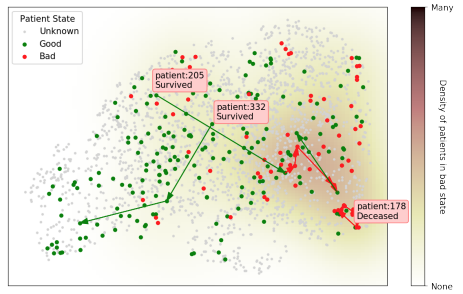 Patient State
Unknown
Good
Bad
patient:205
Survived
patient:332
Survived
patient:178
Deceased
Many
Density of patients in bad state
None